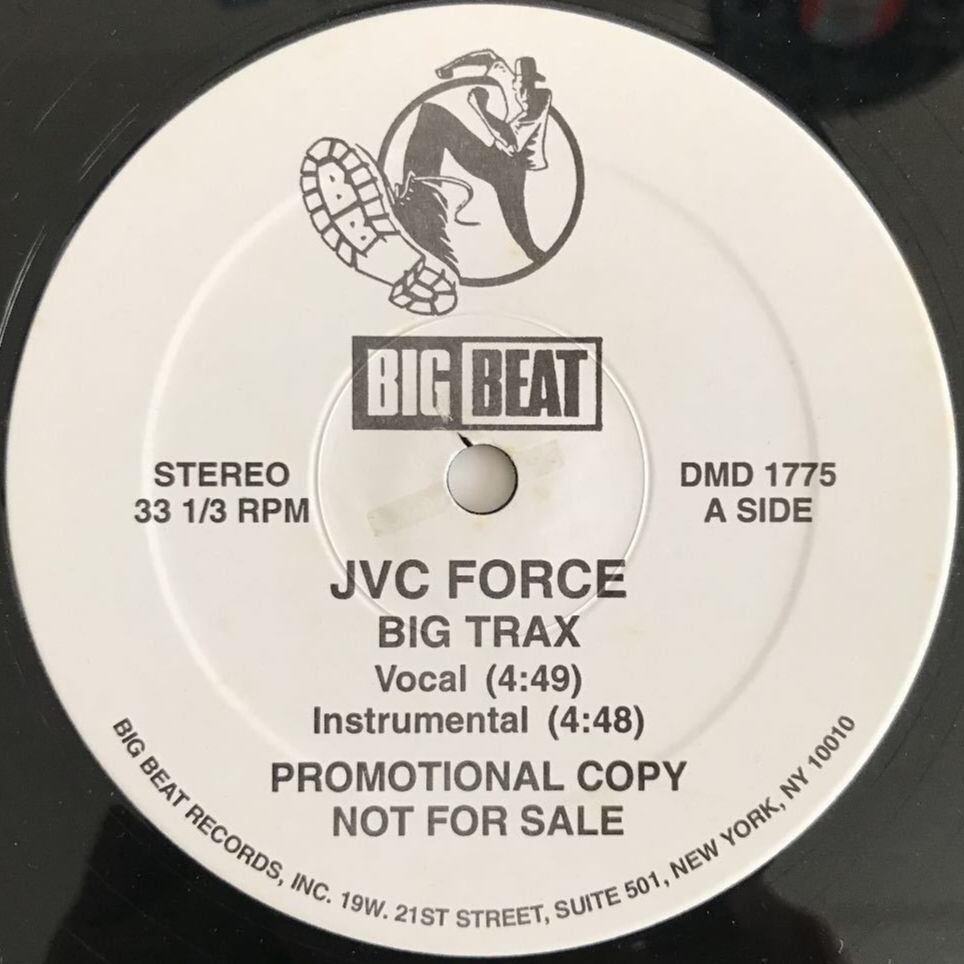 BIG BEAT
STEREO
33 1/3 RPM
DMD 1775
A SIDE
JVC FORCE
BIG TRAX
Vocal (4:49)
Instrumental (4:48)
PROMOTIONAL COPY
NOT FOR SALE
BIG BEAT RECORDS, INC. 19W. 21ST STREET, SUITE 501, NEW YORK, NY 10010